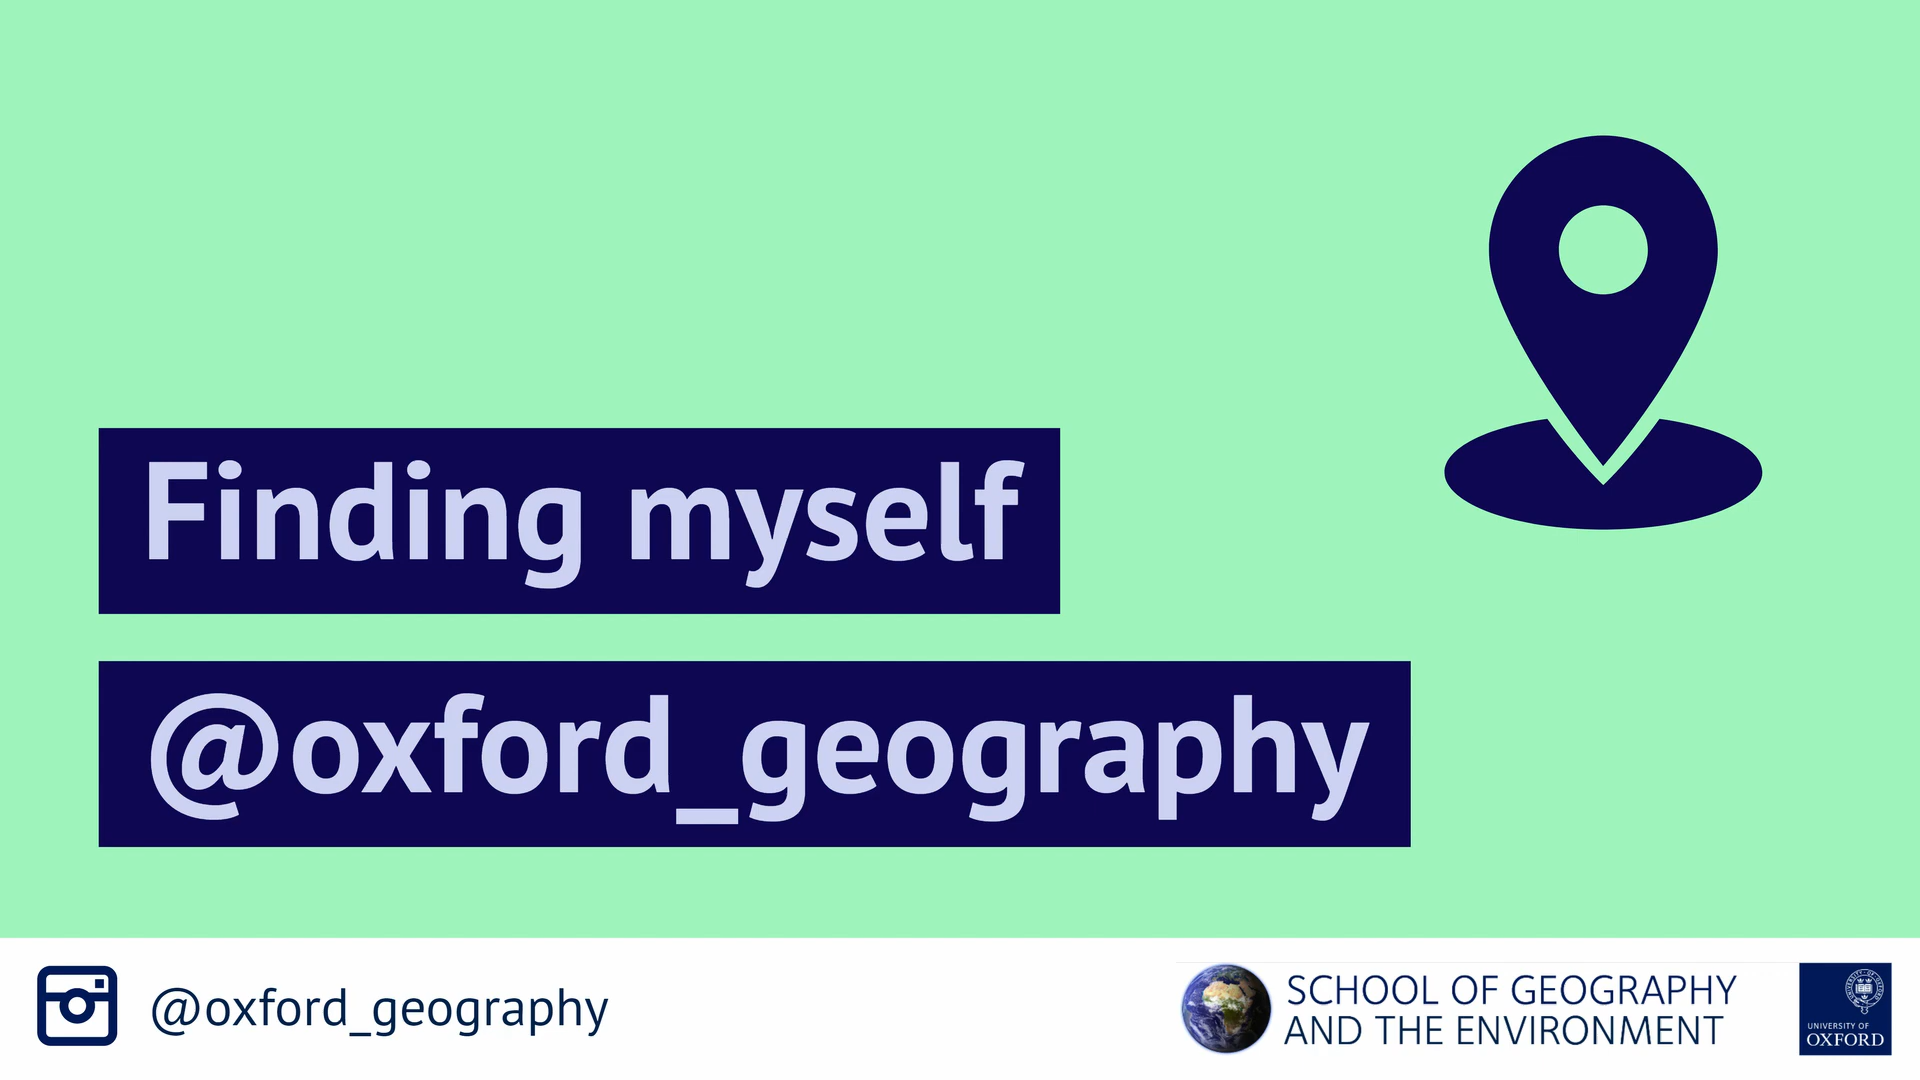 Finding myself
@oxford_geography
@oxford_geography
SCHOOL OF GEOGRAPHY
AND THE ENVIRONMENT
UNIVERSITY OF
OXFORD